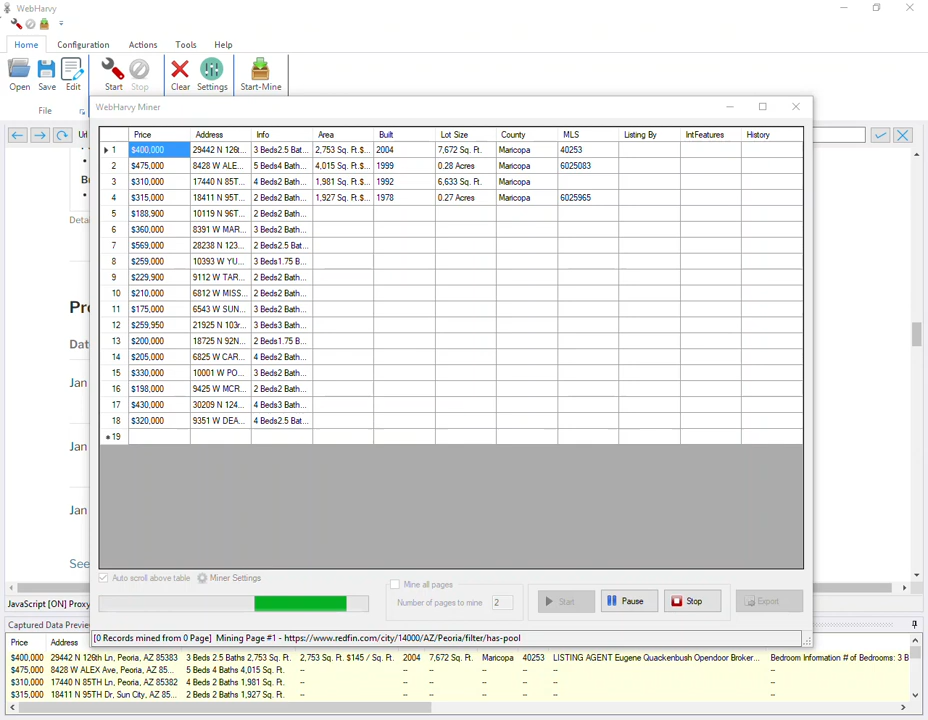 WebHarvy
Home Configuration Actions Tools Help
Open Save Edit Start Stop Clear Settings Start-Mine
File
WebHarvy Miner
Url
Price Address Info Area Built Lot Size County MLS Listing By IntFeatures History
1 $400,000 29442 N 126t... 3 Beds2.5 Bat... 2,753 Sq. Ft.$... 2004 7,672 Sq. Ft. Maricopa 40253
2 $475,000 8428 W ALE... 5 Beds4 Bath... 4,015 Sq. Ft.$... 1999 0.28 Acres Maricopa 6025083
3 $310,000 17440 N 85T... 4 Beds2 Bath... 1,981 Sq. Ft.$... 1992 6,633 Sq. Ft. Maricopa
4 $315,000 18411 N 95T... 2 Beds2 Bath... 1,927 Sq. Ft.$... 1978 0.27 Acres Maricopa 6025965
5 $188,900 10119 N 96T... 2 Beds2 Bath...
6 $360,000 8391 W MAR... 3 Beds2 Bath...
7 $569,000 28238 N 123... 2 Beds2.5 Bat...
8 $259,000 10393 W YU... 3 Beds1.75 B...
9 $229,900 9112 W TAR... 2 Beds2 Bath...
10 $210,000 6812 W MISS... 2 Beds2 Bath...
11 $175,000 6543 W SUN... 3 Beds2 Bath...
12 $259,950 21925 N 103r... 3 Beds3 Bath...
13 $200,000 18725 N 92N... 2 Beds1.75 B...
14 $205,000 6825 W CAR... 4 Beds2 Bath...
15 $330,000 10001 W PO... 3 Beds2 Bath...
16 $198,000 9425 W MCR... 2 Beds2 Bath...
17 $430,000 30209 N 124... 4 Beds3 Bath...
18 $320,000 9351 W DEA... 4 Beds2.5 Bat...
19
Deta
Pro
Date
Jan
Jan
Jan
See
Auto scroll above table Miner Settings
Mine all pages
Number of pages to mine 2
Start Pause Stop Export
JavaScript [ON] Proxy
[0 Records mined from 0 Page] Mining Page #1 - https://www.redfin.com/city/14000/AZ/Peoria/filter/has-pool
Captured Data Previe
Price Address
$400,000 29442 N 126th Ln, Peoria, AZ 85383 3 Beds 2.5 Baths 2,753 Sq. Ft. 2,753 Sq. Ft. $145 / Sq. Ft. 2004 7,672 Sq. Ft. Maricopa 40253 LISTING AGENT Eugene Quackenbush Opendoor Broker... Bedroom Information # of Bedrooms: 3 B
$475,000 8428 W ALEX Ave, Peoria, AZ 85... 5 Beds 4 Baths 4,015 Sq. Ft. -- -- -- -- -- -- --
$310,000 17440 N 85TH Ln, Peoria, AZ 85382 4 Beds 2 Baths 1,981 Sq. Ft. -- -- -- -- -- -- --
$315,000 18411 N 95TH Dr, Sun City, AZ 85... 2 Beds 2 Baths 1,927 Sq. Ft. -- -- -- -- -- -- --